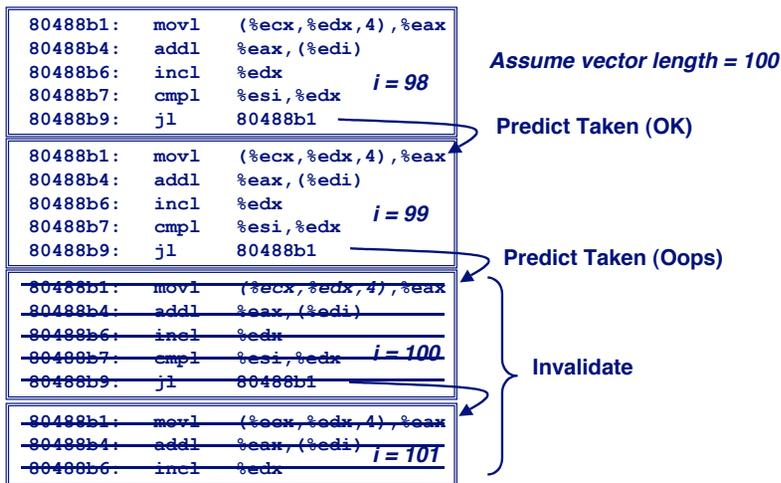 80488b1: movl (%ecx,%edx,4),%eax
80488b4: addl %eax,(%edi)
80488b6: incl %edx
80488b7: cmpl %esi,%edx
80488b9: jl 80488b1
i = 98
Assume vector length = 100
Predict Taken (OK)
80488b1: movl (%ecx,%edx,4),%eax
80488b4: addl %eax,(%edi)
80488b6: incl %edx
80488b7: cmpl %esi,%edx
80488b9: jl 80488b1
i = 99
Predict Taken (Oops)
80488b1: movl (%ecx,%edx,4),%eax
80488b4: addl %eax,(%edi)
80488b6: incl %edx
80488b7: cmpl %esi,%edx
80488b9: jl 80488b1
i = 100
Invalidate
80488b1: movl (%ecx,%edx,4),%eax
80488b4: addl %eax,(%edi)
80488b6: incl %edx
i = 101